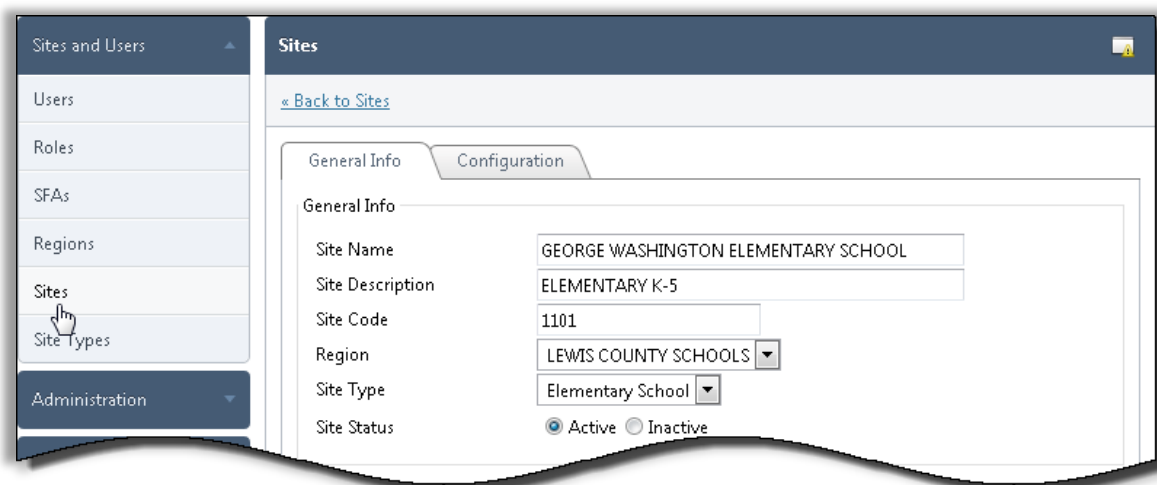 Sites and Users
Users
Roles
SFAs
Regions
Sites
Site Types
Administration
Sites
« Back to Sites
General Info
Configuration
General Info
Site Name GEORGE WASHINGTON ELEMENTARY SCHOOL
Site Description ELEMENTARY K-5
Site Code 1101
Region LEWIS COUNTY SCHOOLS
Site Type Elementary School
Site Status Active Inactive